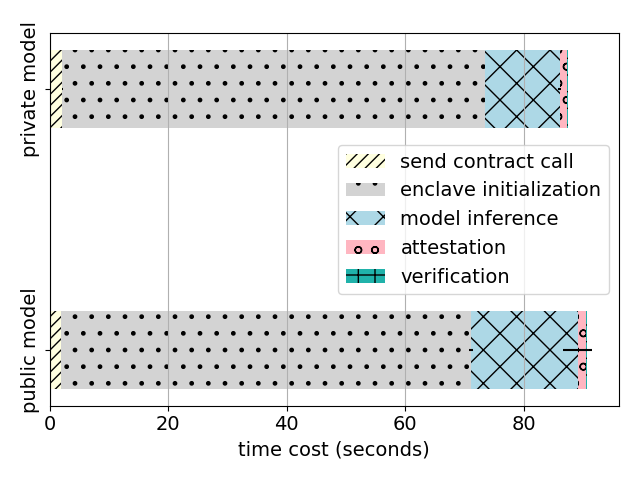 private model
public model
send contract call
enclave initialization
model inference
attestation
verification
0 20 40 60 80
time cost (seconds)